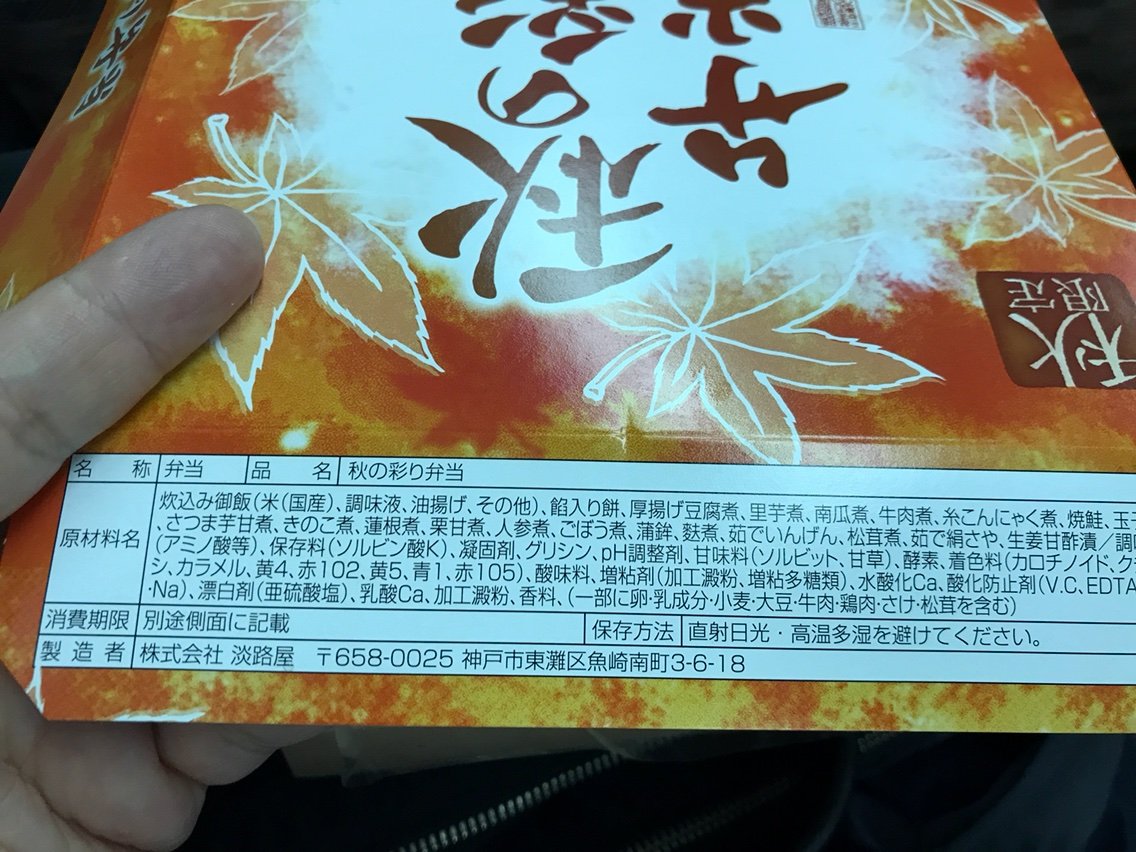 秋の彩
弁当
秋
限定
名称 弁当 品名 秋の彩り弁当
原材料名
炊込み御飯(米(国産)、調味液、油揚げ、その他)、餡入り餅、厚揚げ豆腐煮、里芋煮、南瓜煮、牛肉煮、糸こんにゃく煮、焼鮭、玉子
、さつま芋甘煮、きのこ煮、蓮根煮、栗甘煮、人参煮、ごぼう煮、蒲鉾、麩煮、茹でいんげん、松茸煮、茹で絹さや、生姜甘酢漬／調
(アミノ酸等)、保存料(ソルビン酸K)、凝固剤、グリシン、pH調整剤、甘味料(ソルビット、甘草)、酵素、着色料(カロチノイド、ク
シ、カラメル、黄4、赤102、黄5、青1、赤105)、酸味料、増粘剤(加工澱粉、増粘多糖類)、水酸化Ca、酸化防止剤(V.C、EDTA
・Na)、漂白剤(亜硫酸塩)、乳酸Ca、加工澱粉、香料、(一部に卵・乳成分・小麦・大豆・牛肉・鶏肉・さけ・松茸を含む)
消費期限 別途側面に記載 保存方法 直射日光・高温多湿を避けてください。
製造者 株式会社 淡路屋 〒658-0025 神戸市東灘区魚崎南町3-6-18